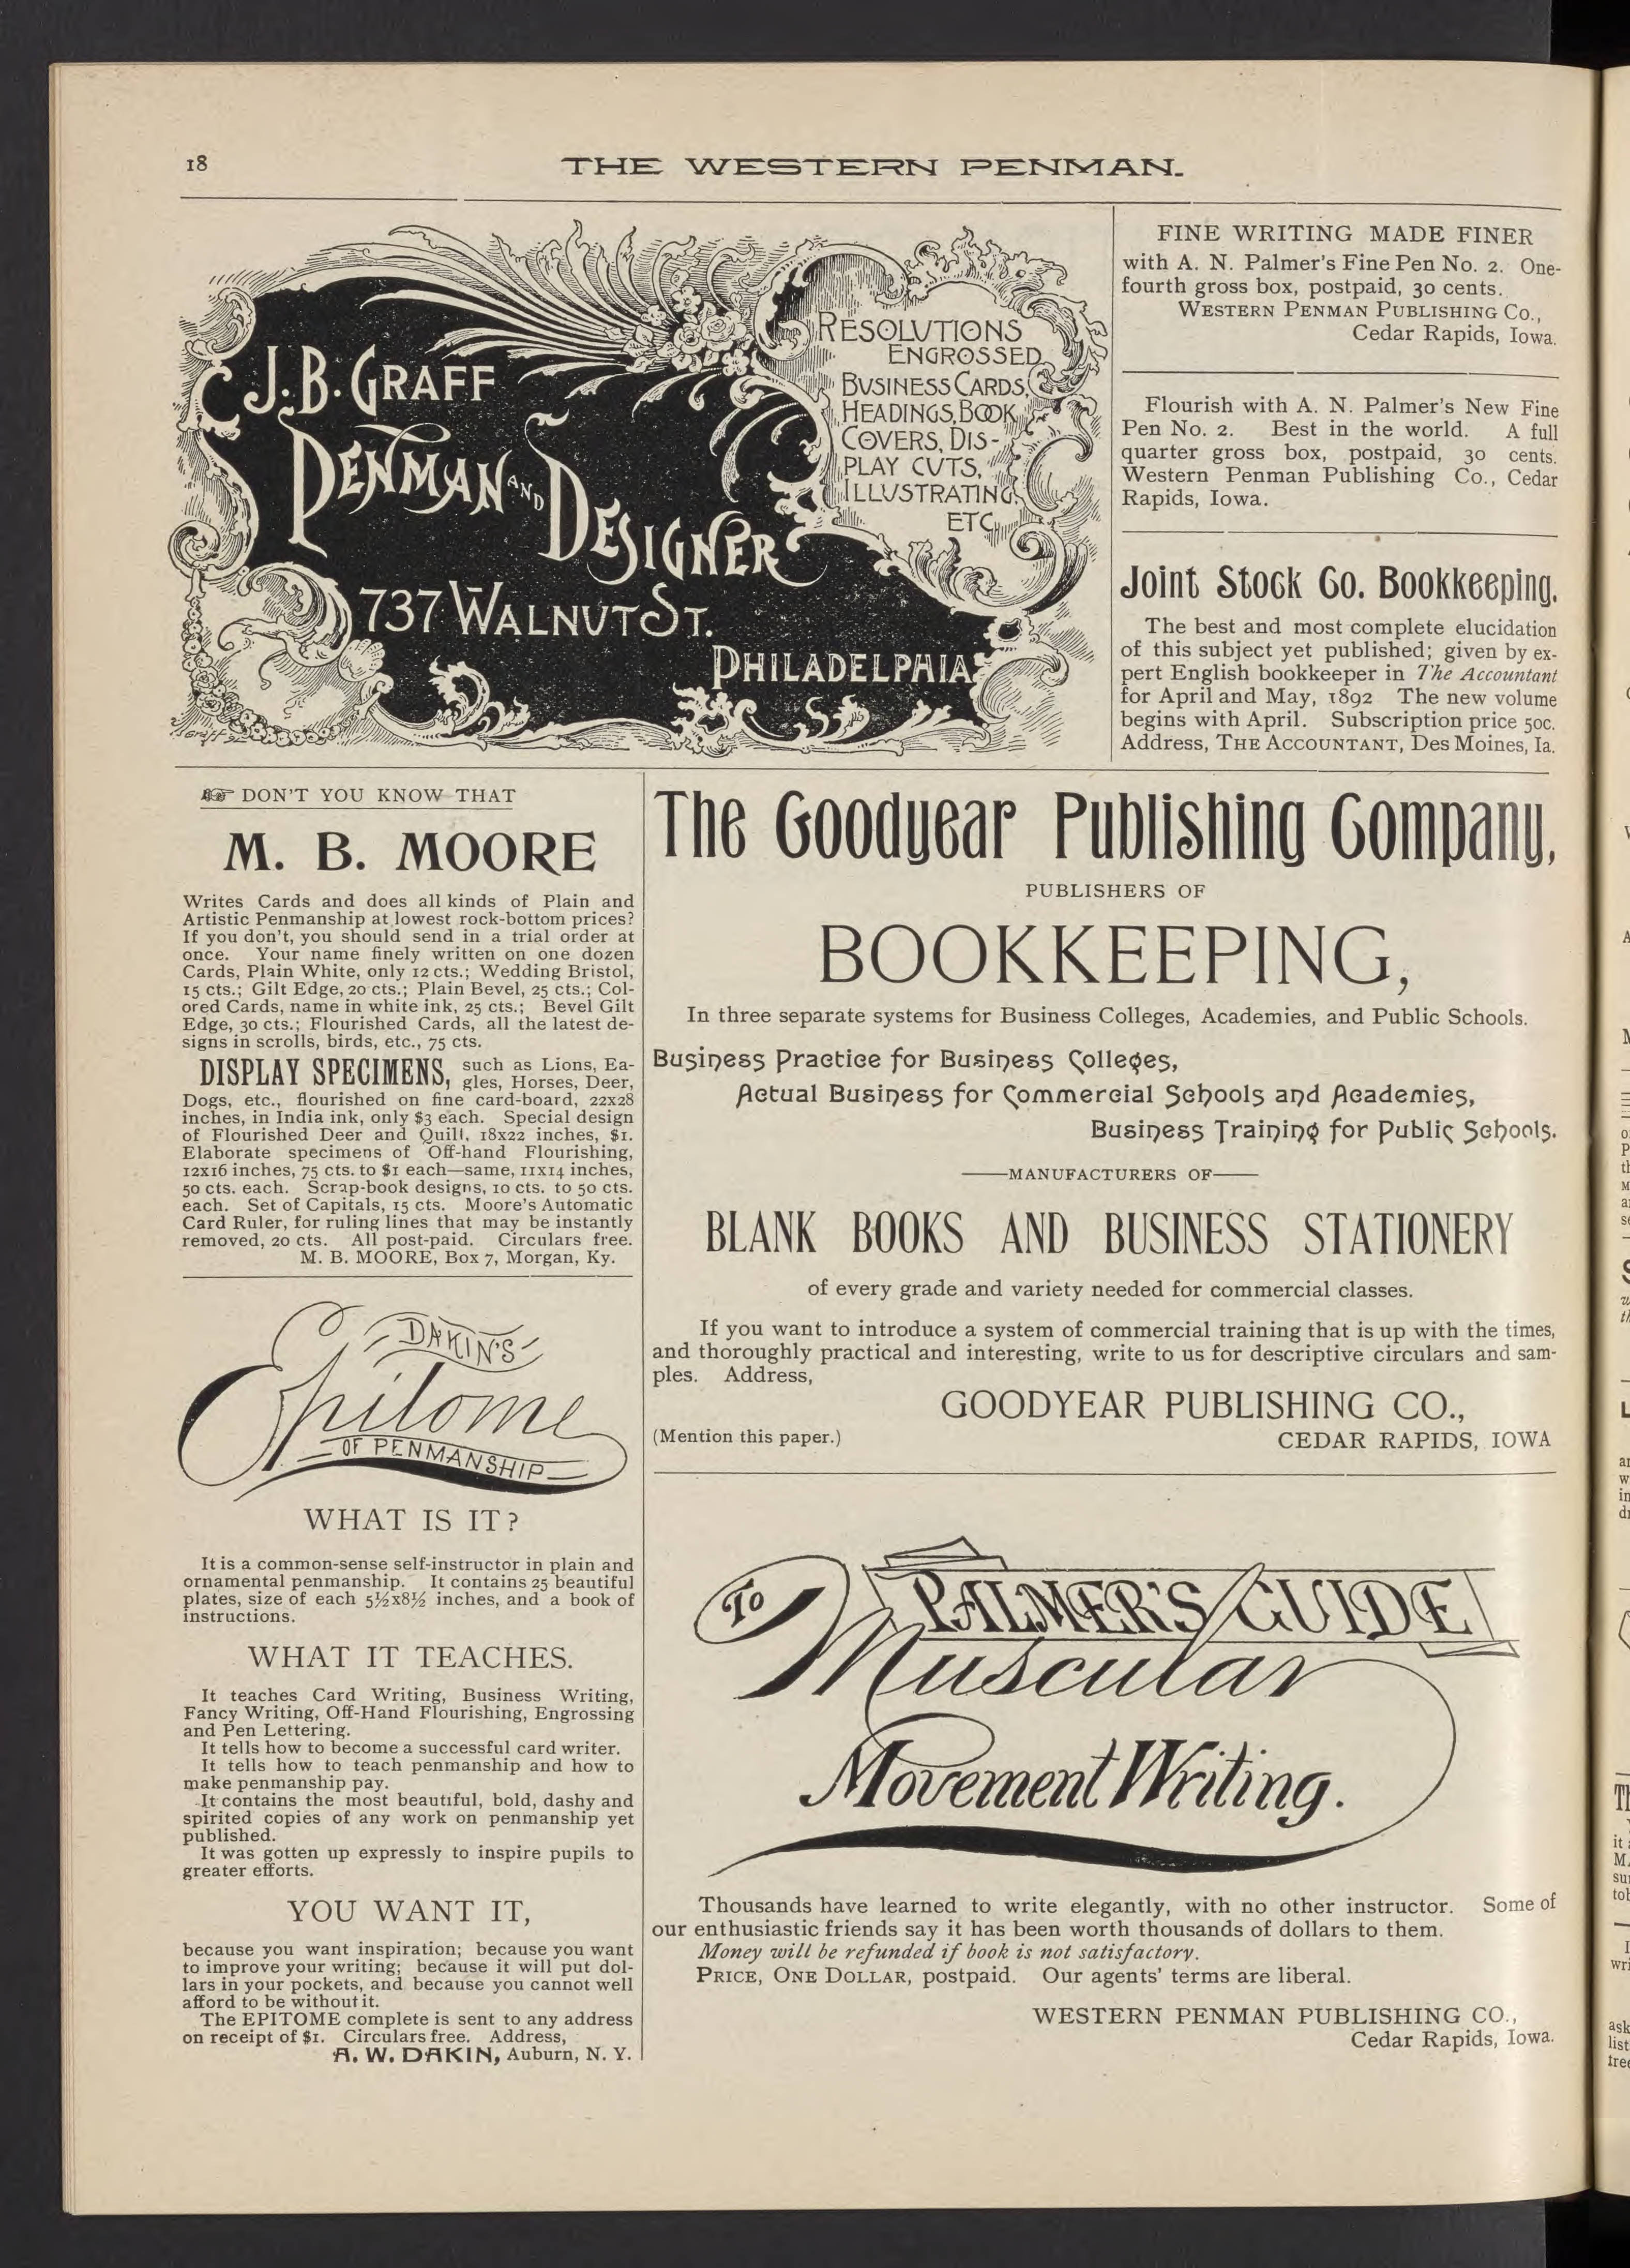 18
THE WESTERN PENMAN.
J. B. GRAFF
PENMAN AND
DESIGNER
737 WALNUT ST.
PHILADELPHIA
RESOLUTIONS
ENGROSSED
BUSINESS CARDS,
HEADINGS, BOOK
COVERS, DIS-
PLAY CUTS,
ILLUSTRATING
ETC
FINE WRITING MADE FINER
with A. N. Palmer's Fine Pen No. 2. One-
fourth gross box, postpaid, 30 cents.
WESTERN PENMAN PUBLISHING CO.,
Cedar Rapids, Iowa.
Flourish with A. N. Palmer's New Fine
Pen No. 2. Best in the world. A full
quarter gross box, postpaid, 30 cents.
Western Penman Publishing Co., Cedar
Rapids, Iowa.
Joint Stock Co. Bookkeeping.
The best and most complete elucidation
of this subject yet published; given by ex-
pert English bookkeeper in The Accountant
for April and May, 1892 The new volume
begins with April. Subscription price 50c.
Address, THE ACCOUNTANT, Des Moines, Ia.
DON'T YOU KNOW THAT
M. B. MOORE
Writes Cards and does all kinds of Plain and
Artistic Penmanship at lowest rock-bottom prices?
If you don't, you should send in a trial order at
once. Your name finely written on one dozen
Cards, Plain White, only 12 cts.; Wedding Bristol,
15 cts.; Gilt Edge, 20 cts.; Plain Bevel, 25 cts.; Col-
ored Cards, name in white ink, 25 cts.; Bevel Gilt
Edge, 30 cts.; Flourished Cards, all the latest de-
signs in scrolls, birds, etc., 75 cts.
DISPLAY SPECIMENS, such as Lions, Ea-
gles, Horses, Deer,
Dogs, etc., flourished on fine card-board, 22x28
inches, in India ink, only $3 each. Special design
of Flourished Deer and Quill, 18x22 inches, $1.
Elaborate specimens of Off-hand Flourishing,
12x16 inches, 75 cts. to $1 each—same, 11x14 inches,
50 cts. each. Scrap-book designs, 10 cts. to 50 cts.
each. Set of Capitals, 15 cts. Moore's Automatic
Card Ruler, for ruling lines that may be instantly
removed, 20 cts. All post-paid. Circulars free.
M. B. MOORE, Box 7, Morgan, Ky.
DAKIN'S
Epitome
OF PENMANSHIP
WHAT IS IT?
It is a common-sense self-instructor in plain and
ornamental penmanship. It contains 25 beautiful
plates, size of each 5½x8½ inches, and a book of
instructions.
WHAT IT TEACHES.
It teaches Card Writing, Business Writing,
Fancy Writing, Off-Hand Flourishing, Engrossing
and Pen Lettering.
It tells how to become a successful card writer.
It tells how to teach penmanship and how to
make penmanship pay.
It contains the most beautiful, bold, dashy and
spirited copies of any work on penmanship yet
published.
It was gotten up expressly to inspire pupils to
greater efforts.
YOU WANT IT,
because you want inspiration; because you want
to improve your writing; because it will put dol-
lars in your pockets, and because you cannot well
afford to be without it.
The EPITOME complete is sent to any address
on receipt of $1. Circulars free. Address,
A. W. DAKIN, Auburn, N. Y.
The Goodyear Publishing Company,
PUBLISHERS OF
BOOKKEEPING,
In three separate systems for Business Colleges, Academies, and Public Schools.
Business Practice for Business Colleges,
Actual Business for Commercial Schools and Academies,
Business Training for Public Schools.
——MANUFACTURERS OF——
BLANK BOOKS AND BUSINESS STATIONERY
of every grade and variety needed for commercial classes.
If you want to introduce a system of commercial training that is up with the times,
and thoroughly practical and interesting, write to us for descriptive circulars and sam-
ples. Address,
GOODYEAR PUBLISHING CO.,
(Mention this paper.) CEDAR RAPIDS, IOWA
PALMER'S GUIDE
To Muscular
Movement Writing.
Thousands have learned to write elegantly, with no other instructor. Some of
our enthusiastic friends say it has been worth thousands of dollars to them.
Money will be refunded if book is not satisfactory.
PRICE, ONE DOLLAR, postpaid. Our agents' terms are liberal.
WESTERN PENMAN PUBLISHING CO.,
Cedar Rapids, Iowa.